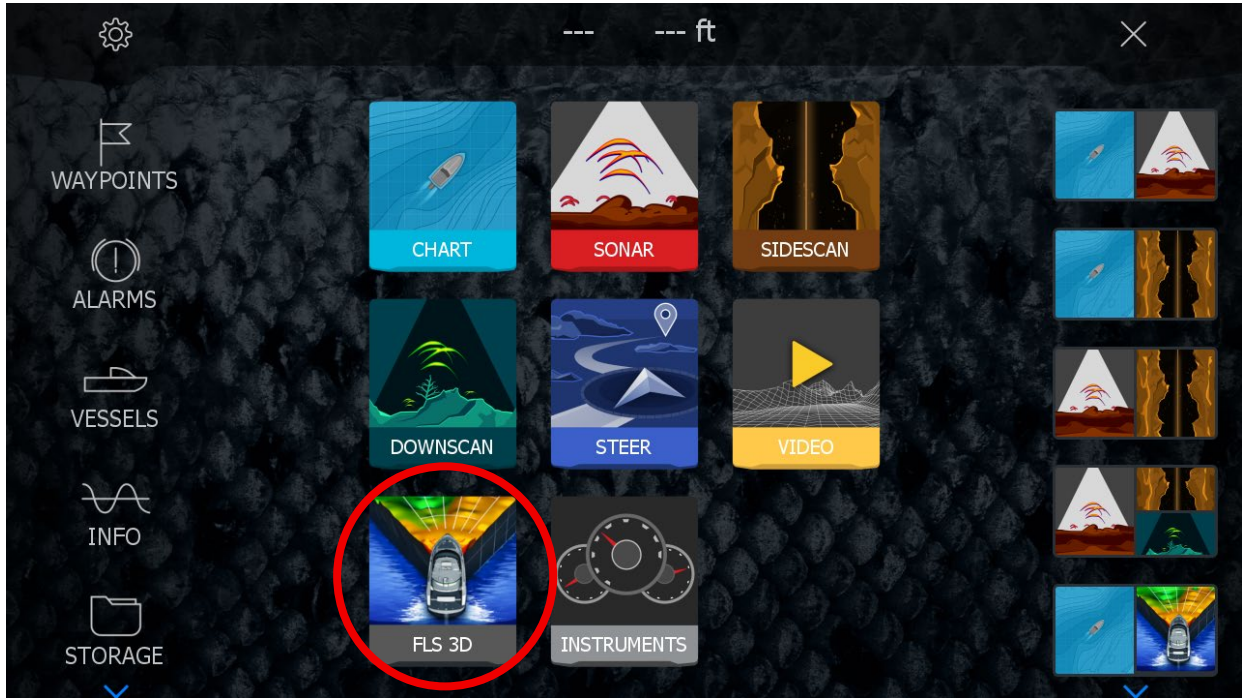 --- --- ft
WAYPOINTS
ALARMS
VESSELS
INFO
STORAGE
CHART
SONAR
SIDESCAN
DOWNSCAN
STEER
VIDEO
FLS 3D
INSTRUMENTS